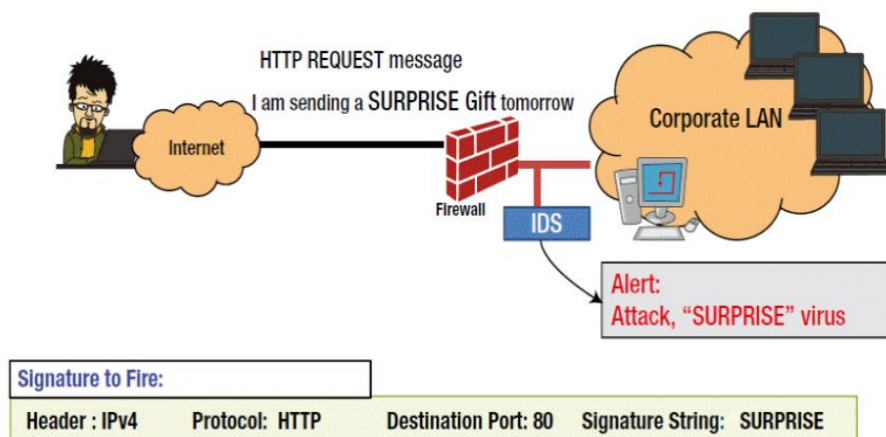 HTTP REQUEST message
I am sending a SURPRISE Gift tomorrow
Internet
Corporate LAN
Firewall
IDS
Alert:
Attack, “SURPRISE” virus
Signature to Fire:
Header : IPv4 Protocol: HTTP Destination Port: 80 Signature String: SURPRISE